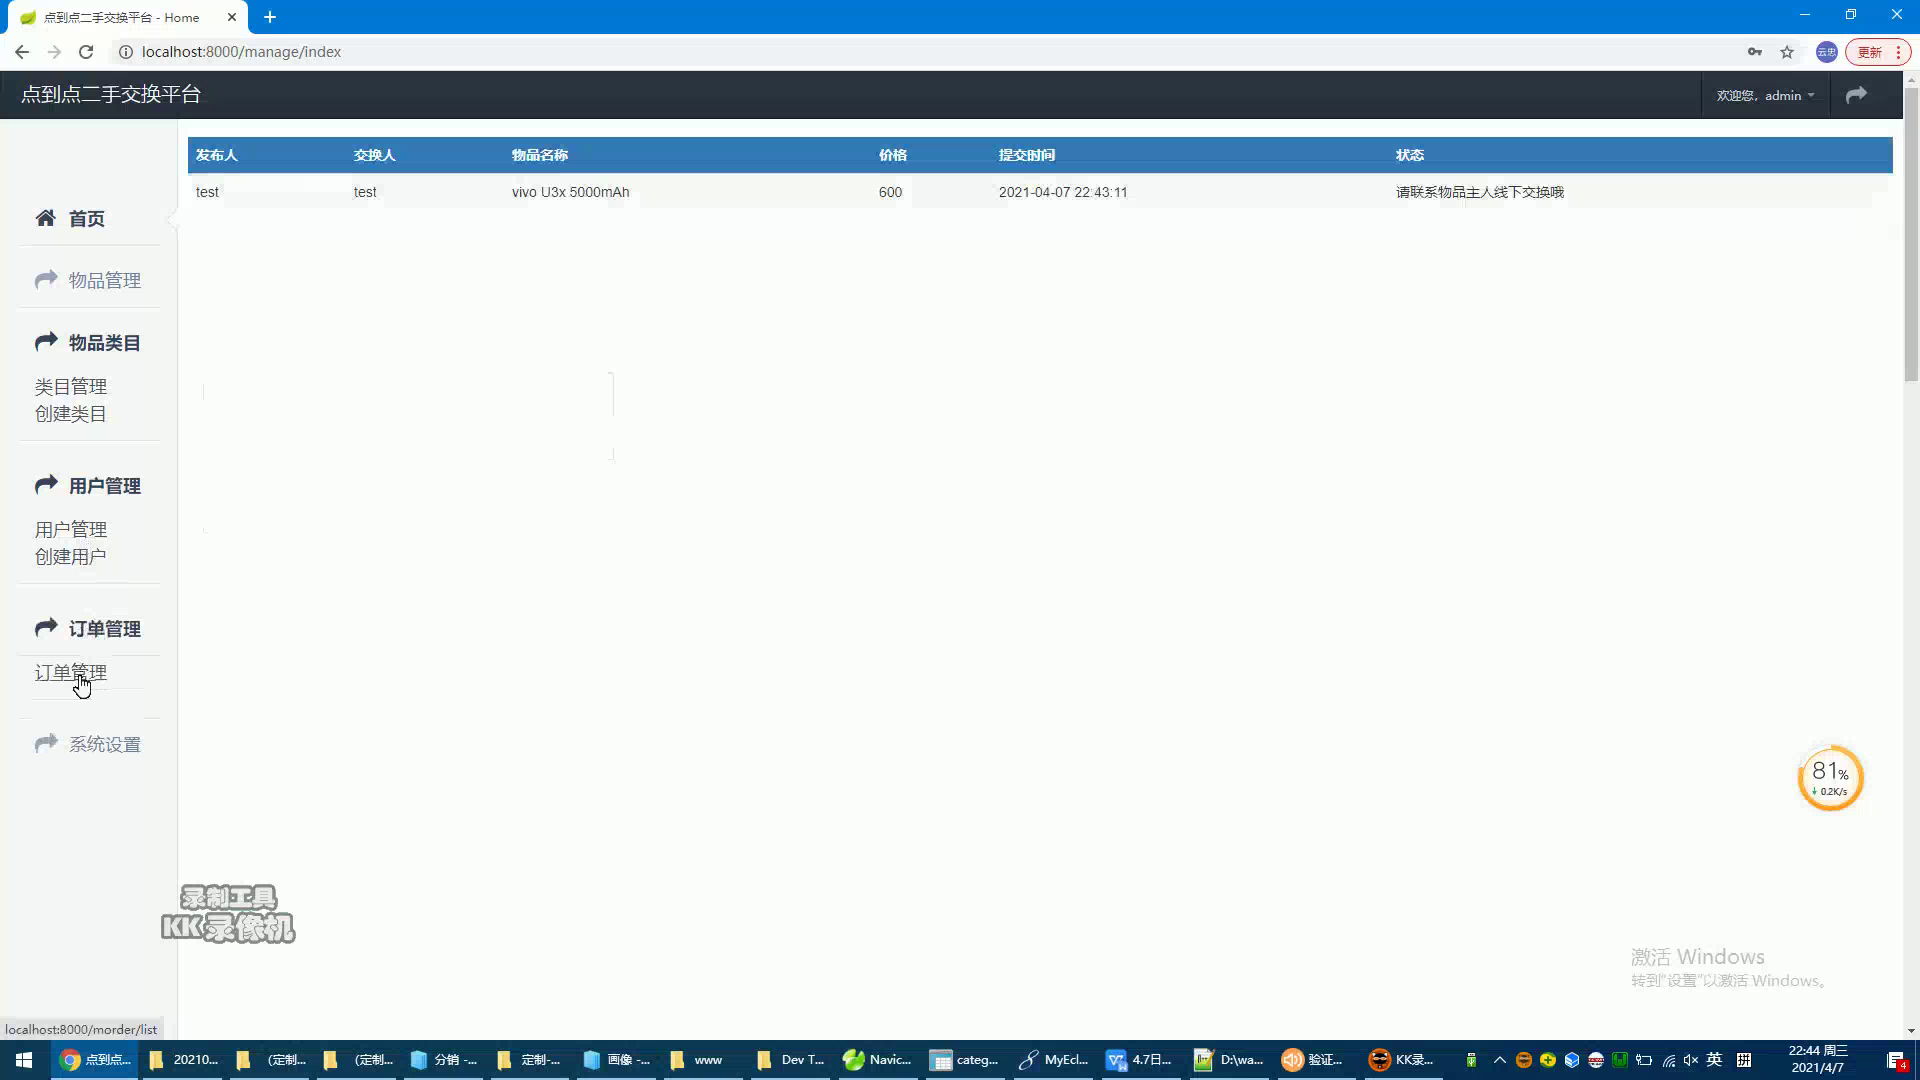 点到点二手交换平台 - Home
localhost:8000/manage/index
云忠
更新
点到点二手交换平台
欢迎您，admin
发布人 交换人 物品名称 价格 提交时间 状态
test test vivo U3x 5000mAh 600 2021-04-07 22:43:11 请联系物品主人线下交换哦
首页
物品管理
物品类目
类目管理
创建类目
用户管理
用户管理
创建用户
订单管理
订单管理
系统设置
81%
0.2K/s
录制工具
KK录像机
激活 Windows
转到"设置"以激活 Windows。
localhost:8000/morder/list
点到点... 20210... (定制... (定制... 分销 -... 定制-... 画像 -... www Dev T... Navic... categ... MyEcl... 4.7日... D:\wa... 验证... KK录... 英 拼 22:44 周三
2021/4/7
4